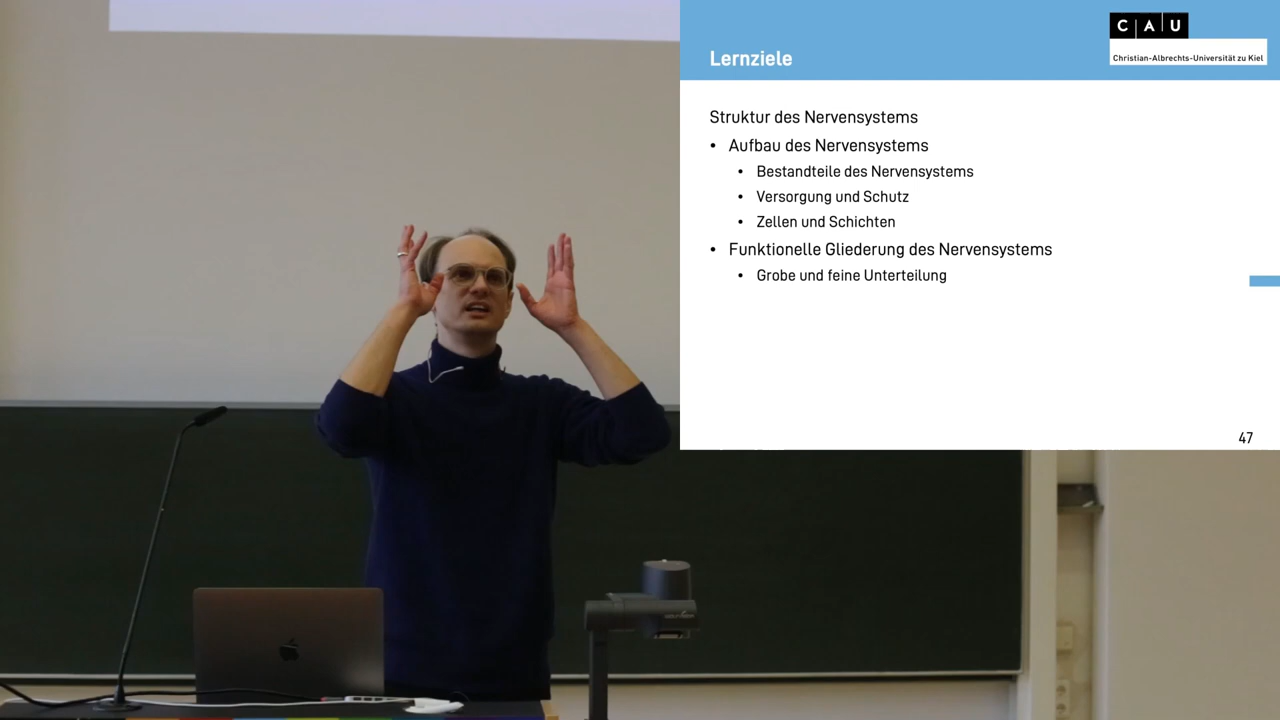 Lernziele
CAU
Christian-Albrechts-Universität zu Kiel
Struktur des Nervensystems
• Aufbau des Nervensystems
• Bestandteile des Nervensystems
• Versorgung und Schutz
• Zellen und Schichten
• Funktionelle Gliederung des Nervensystems
• Grobe und feine Unterteilung
47